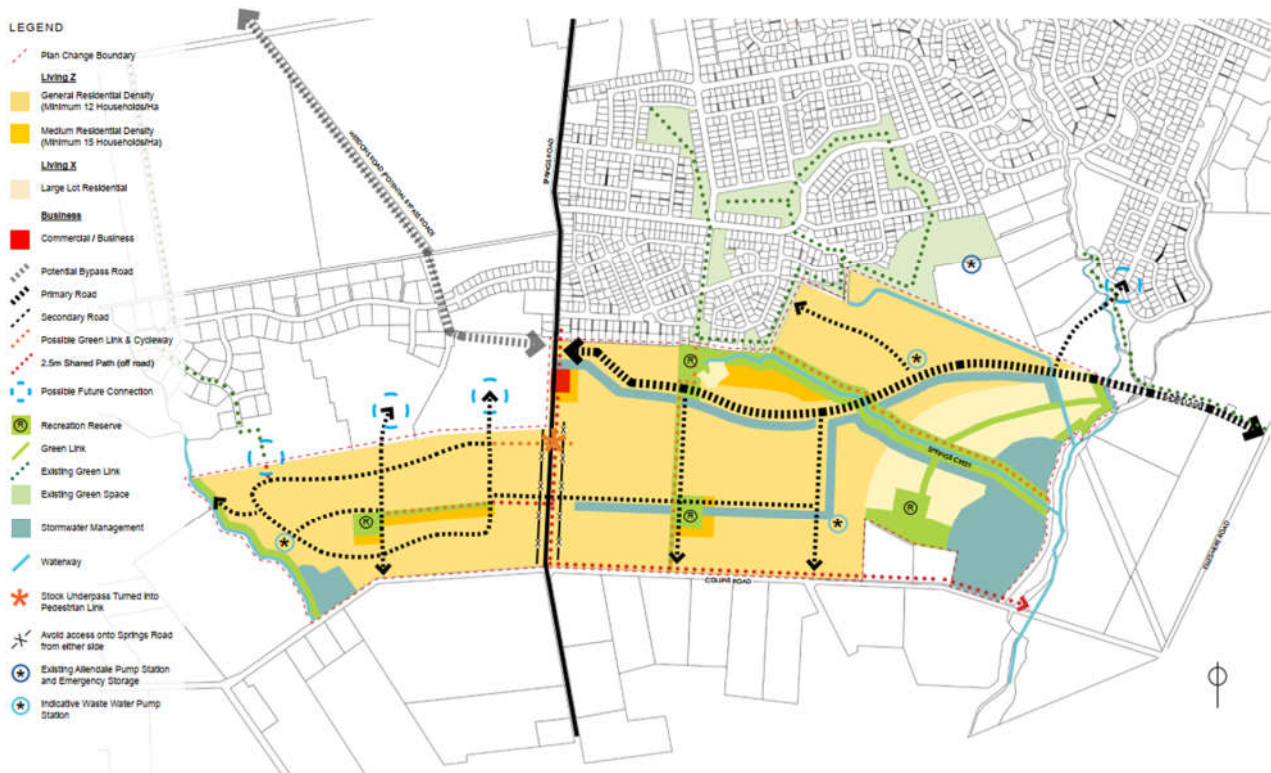 LEGEND
Plan Change Boundary
Living Z
General Residential Density
(Minimum 12 Households/Ha
Medium Residential Density
(Minimum 15 Households/Ha)
Living X
Large Lot Residential
Business
Commercial / Business
Potential Bypass Road
Primary Road
Secondary Road
Possible Green Link & Cycleway
2.5m Shared Path (off road)
Possible Future Connection
R
Recreation Reserve
Green Link
Existing Green Link
Existing Green Space
Stormwater Management
Waterway
Stock Underpass Turned into
Pedestrian Link
Avoid access onto Springs Road
from either side
Existing Allendale Pump Station
and Emergency Storage
Indicative Waste Water Pump
Station
SPRINGS ROAD
R
R
R
R
SPRINGS CREEK
COLLINS ROAD
ELLESMERE ROAD